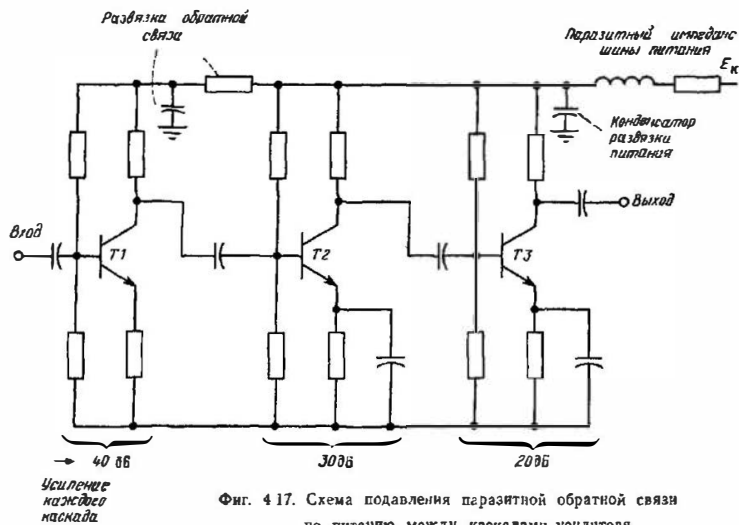 Развязка обратной
связа
Паразитный импеданс
шины питания
Eк
Конденсатор
развязки
питания
Выход
Вход
T1
T2
T3
40 дБ
30дБ
20дБ
Усиление
каждого
каскада
Фиг. 4 17. Схема подавления паразитной обратной связи
по питанию между каскадами усилителя